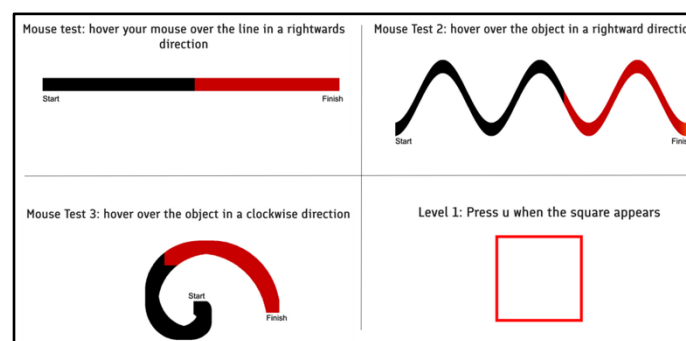 Mouse test: hover your mouse over the line in a rightwards
direction
Start
Finish
Mouse Test 2: hover over the object in a rightward directio
Start
Finis
Mouse Test 3: hover over the object in a clockwise direction
Start
Finish
Level 1: Press u when the square appears